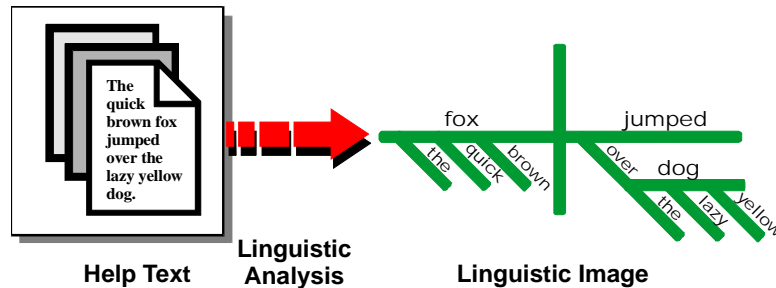 The
quick
brown fox
jumped
over the
lazy yellow
dog.
Help Text
Linguistic
Analysis
fox
jumped
the
quick
brown
over
dog
the
lazy
yellow
Linguistic Image